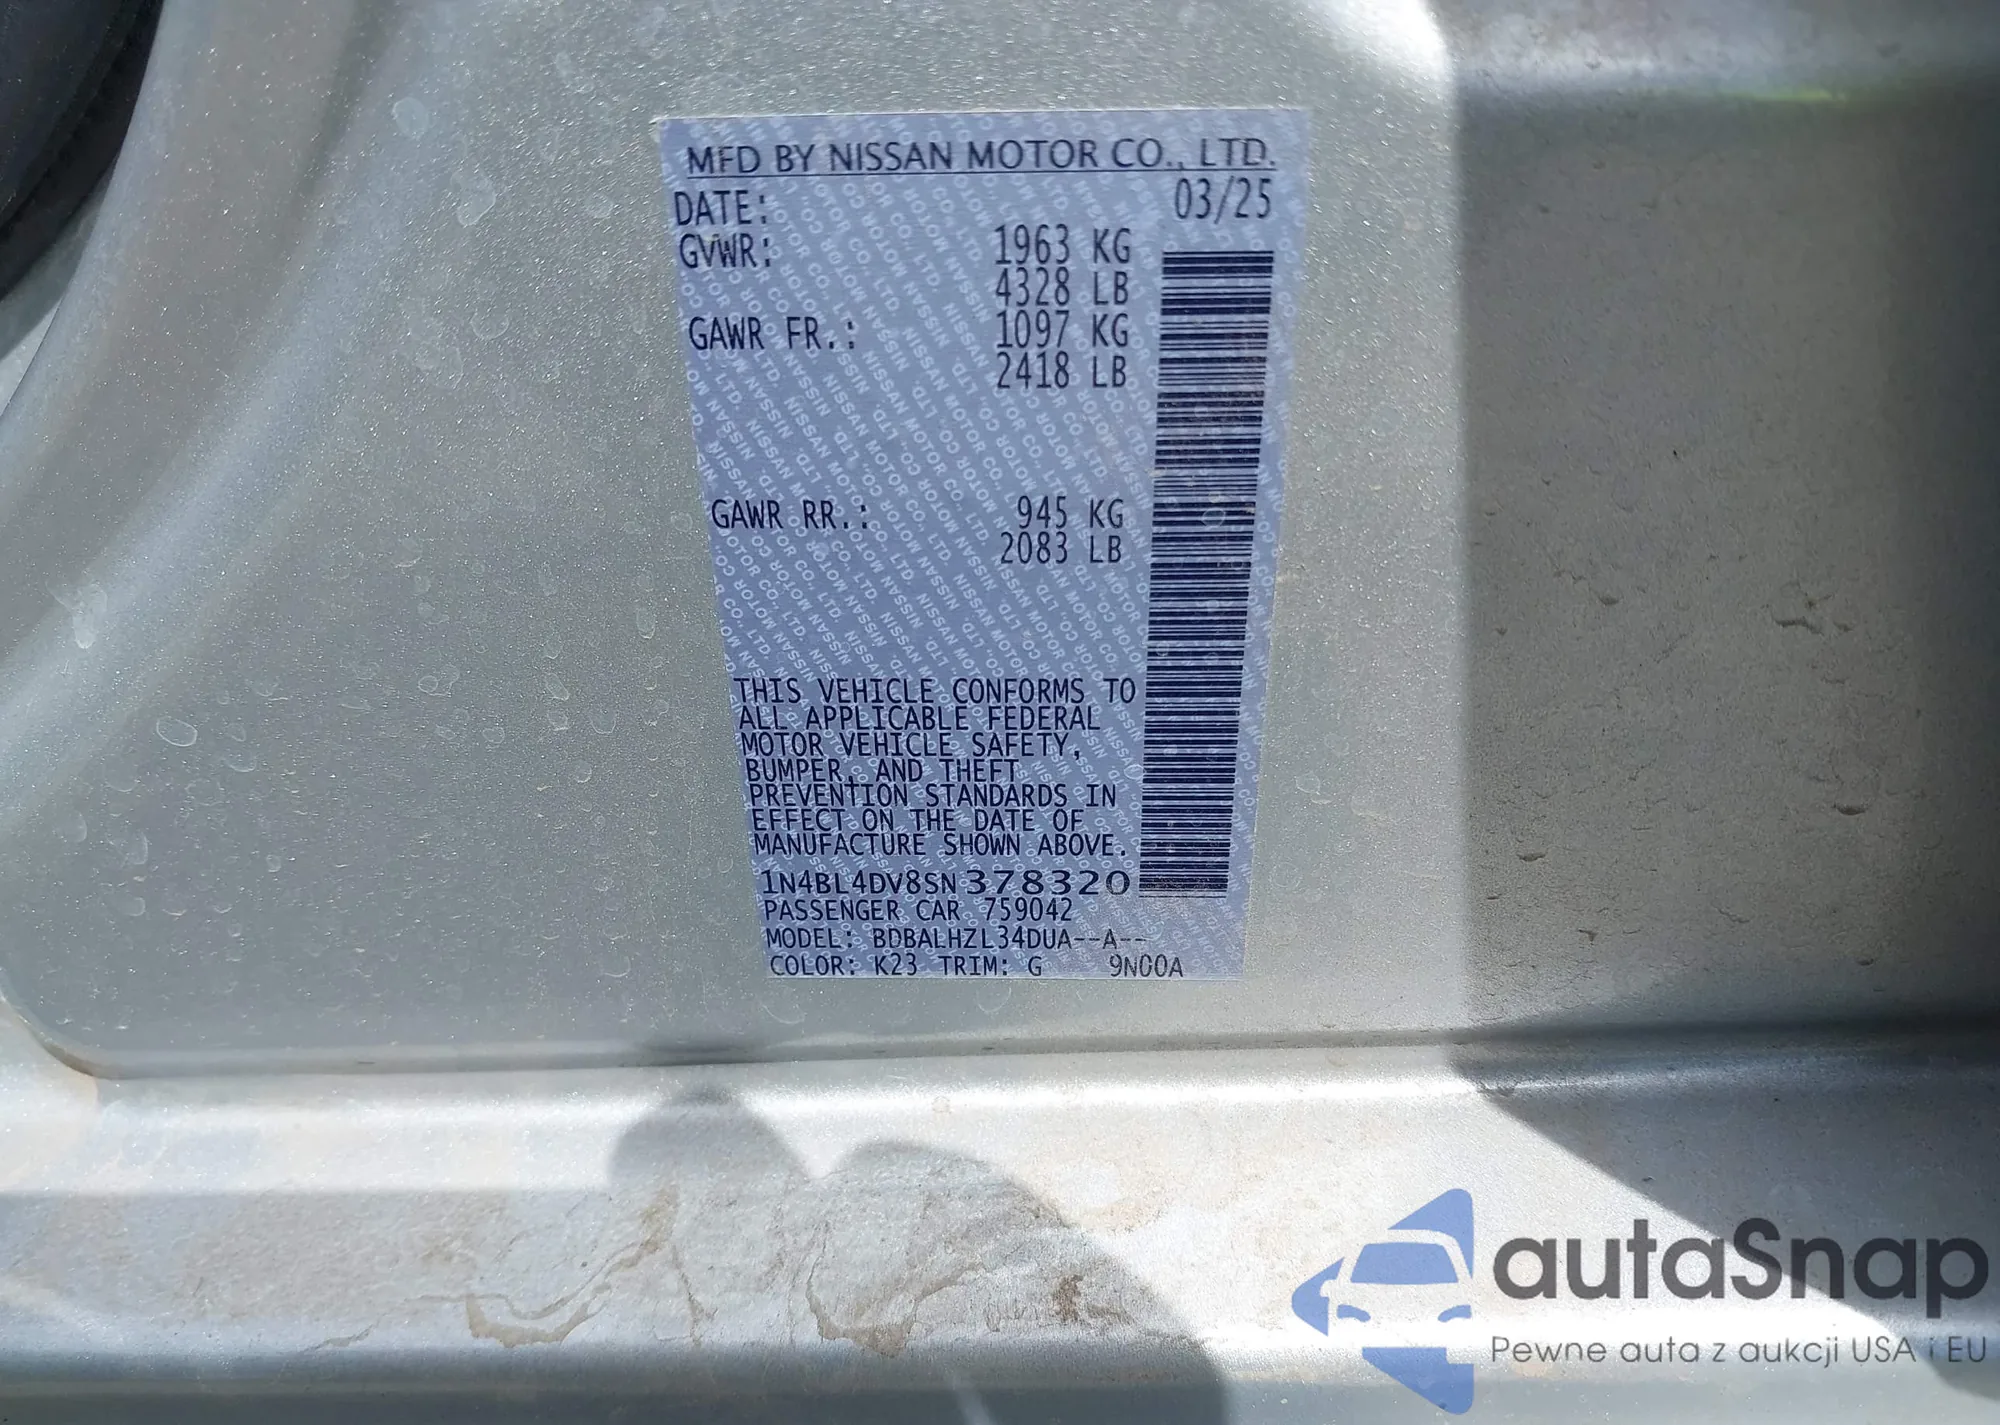 MFD BY NISSAN MOTOR CO., LTD.
DATE: 03/25
GVWR: 1963 KG
4328 LB
GAWR FR.: 1097 KG
2418 LB
GAWR RR.: 945 KG
2083 LB
THIS VEHICLE CONFORMS TO
ALL APPLICABLE FEDERAL
MOTOR VEHICLE SAFETY,
BUMPER, AND THEFT
PREVENTION STANDARDS IN
EFFECT ON THE DATE OF
MANUFACTURE SHOWN ABOVE.
1N4BL4DV8SN378320
PASSENGER CAR 759042
MODEL: BDBALHZL34DUA--A--
COLOR: K23 TRIM: G 9N00A
autaSnap
Pewne auta z aukcji USA i EU